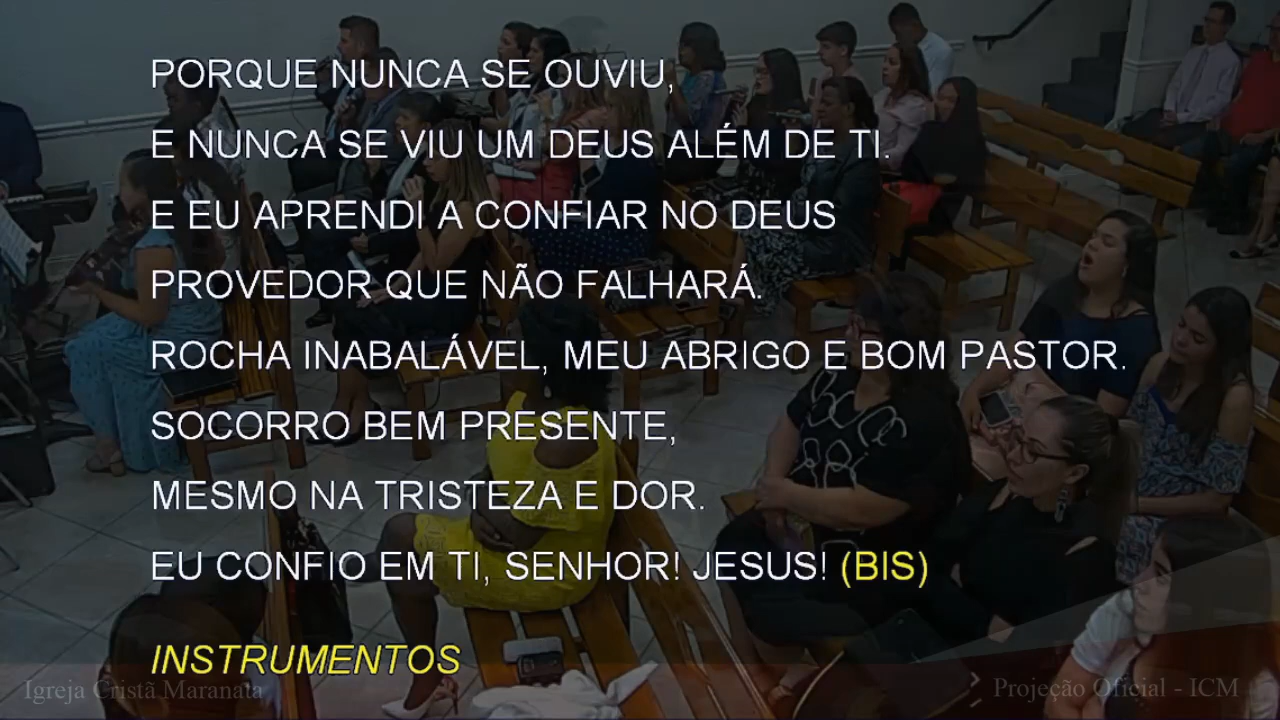 PORQUE NUNCA SE OUVIU,
E NUNCA SE VIU UM DEUS ALÉM DE TI.
E EU APRENDI A CONFIAR NO DEUS
PROVEDOR QUE NÃO FALHARÁ.
ROCHA INABALÁVEL, MEU ABRIGO E BOM PASTOR.
SOCORRO BEM PRESENTE,
MESMO NA TRISTEZA E DOR.
EU CONFIO EM TI, SENHOR! JESUS! (BIS)
INSTRUMENTOS
Igreja Cristã Maranata
Projeção Oficial - ICM